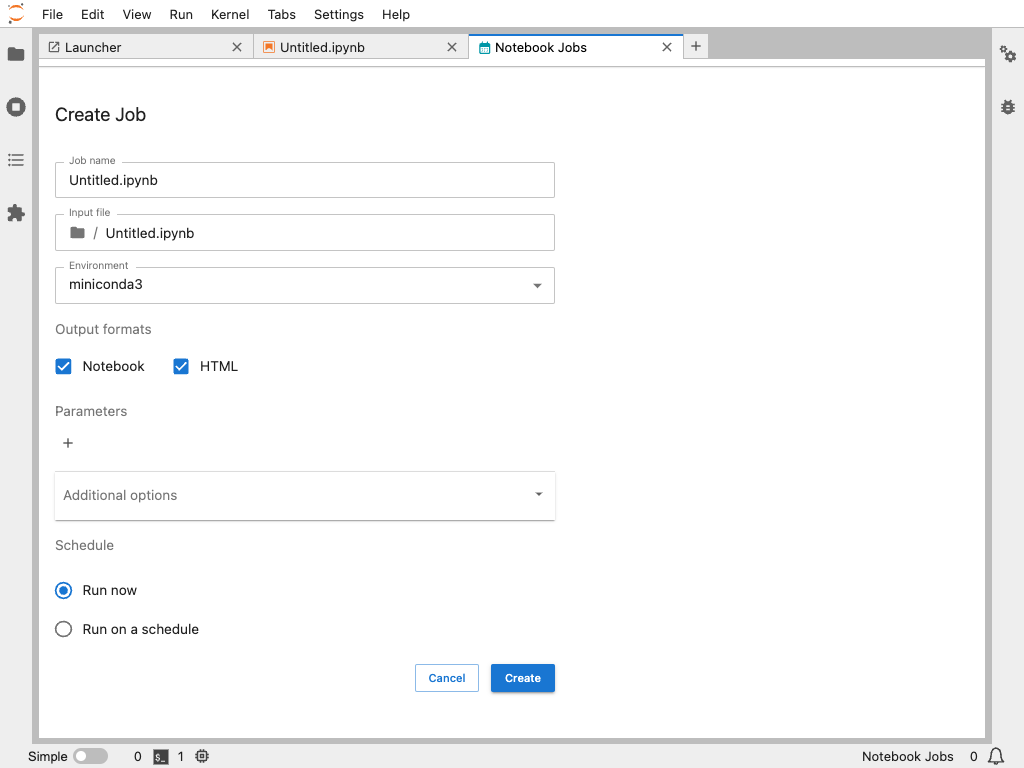 File Edit View Run Kernel Tabs Settings Help
Launcher Untitled.ipynb Notebook Jobs
Create Job
Job name
Untitled.ipynb
Input file
/ Untitled.ipynb
Environment
miniconda3
Output formats
Notebook HTML
Parameters
+
Additional options
Schedule
Run now
Run on a schedule
Cancel Create
Simple 0 $_ 1 Notebook Jobs 0